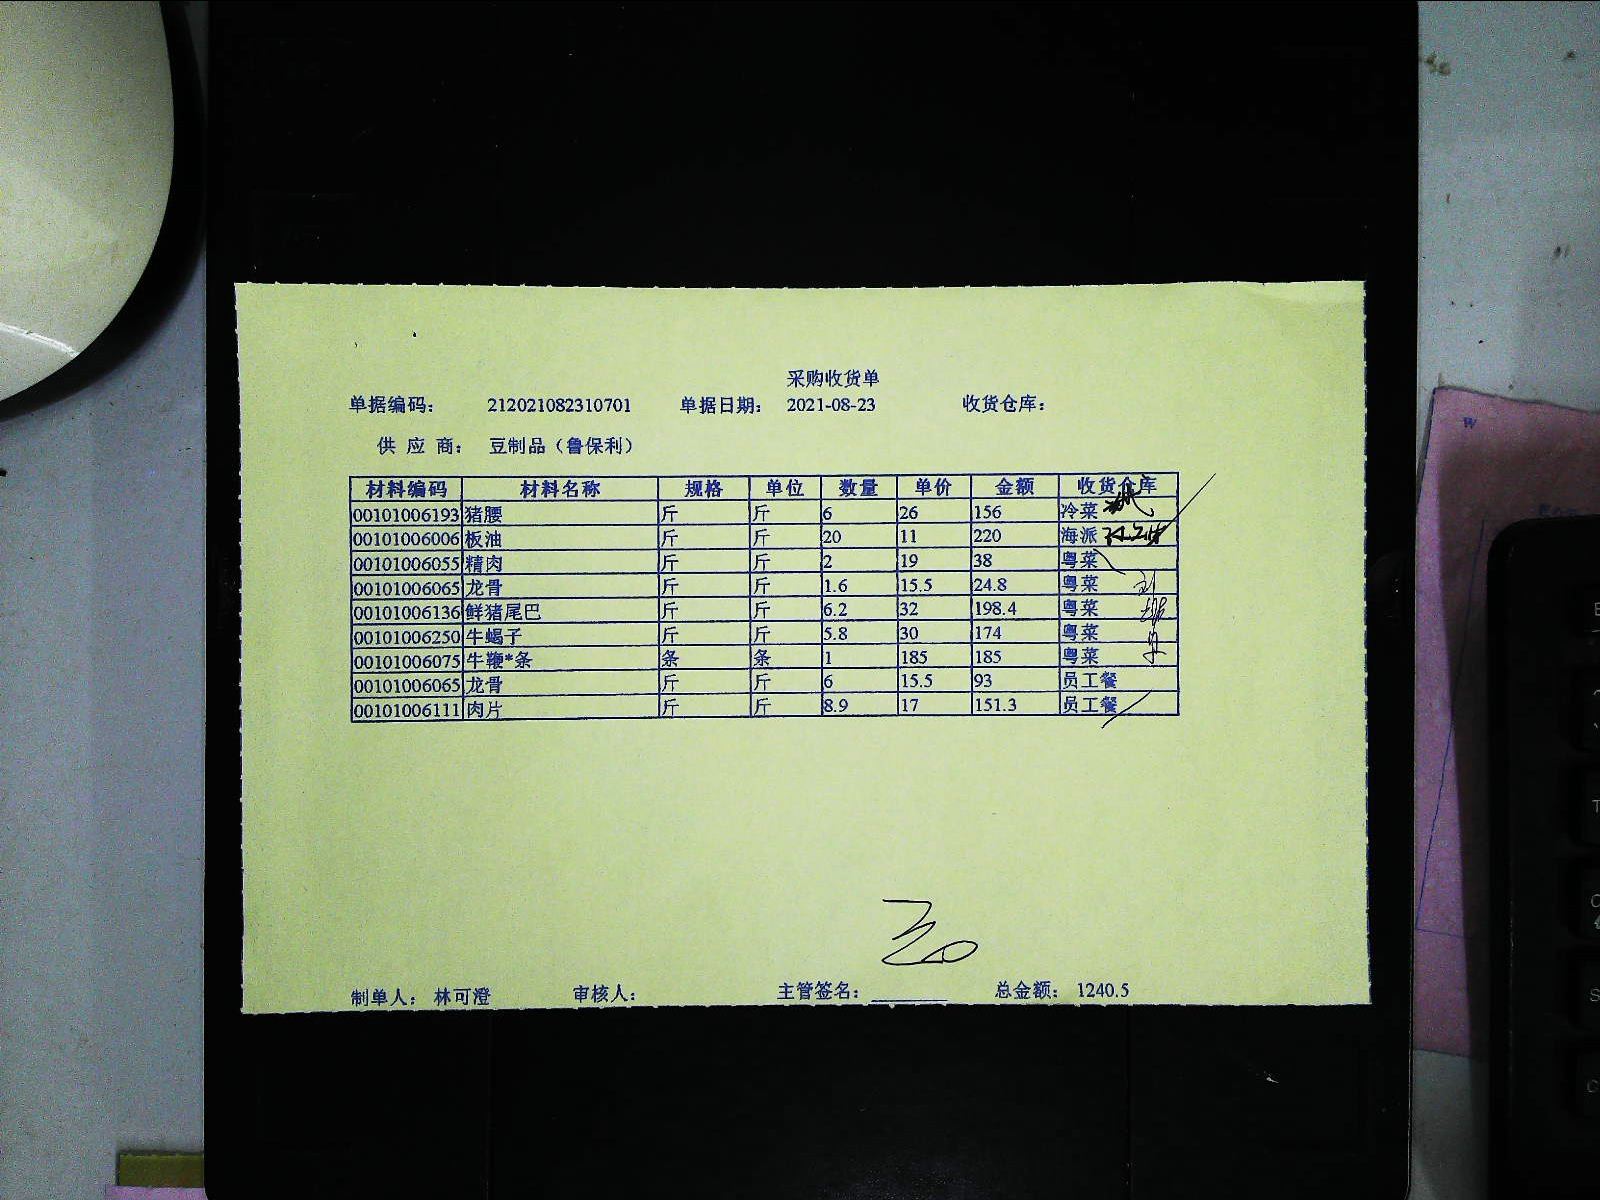 采购收货单
单据编码： 212021082310701 单据日期： 2021-08-23 收货仓库：
供 应 商： 豆制品（鲁保利）
材料编码 材料名称 规格 单位 数量 单价 金额 收货仓库
00101006193 猪腰 斤 斤 6 26 156 冷菜
00101006006 板油 斤 斤 20 11 220 海派
00101006055 精肉 斤 斤 2 19 38 粤菜
00101006065 龙骨 斤 斤 1.6 15.5 24.8 粤菜
00101006136 鲜猪尾巴 斤 斤 6.2 32 198.4 粤菜
00101006250 牛蝎子 斤 斤 5.8 30 174 粤菜
00101006075 牛鞭*条 条 条 1 185 185 粤菜
00101006065 龙骨 斤 斤 6 15.5 93 员工餐
00101006111 肉片 斤 斤 8.9 17 151.3 员工餐
制单人： 林可澄 审核人： 主管签名： 总金额： 1240.5